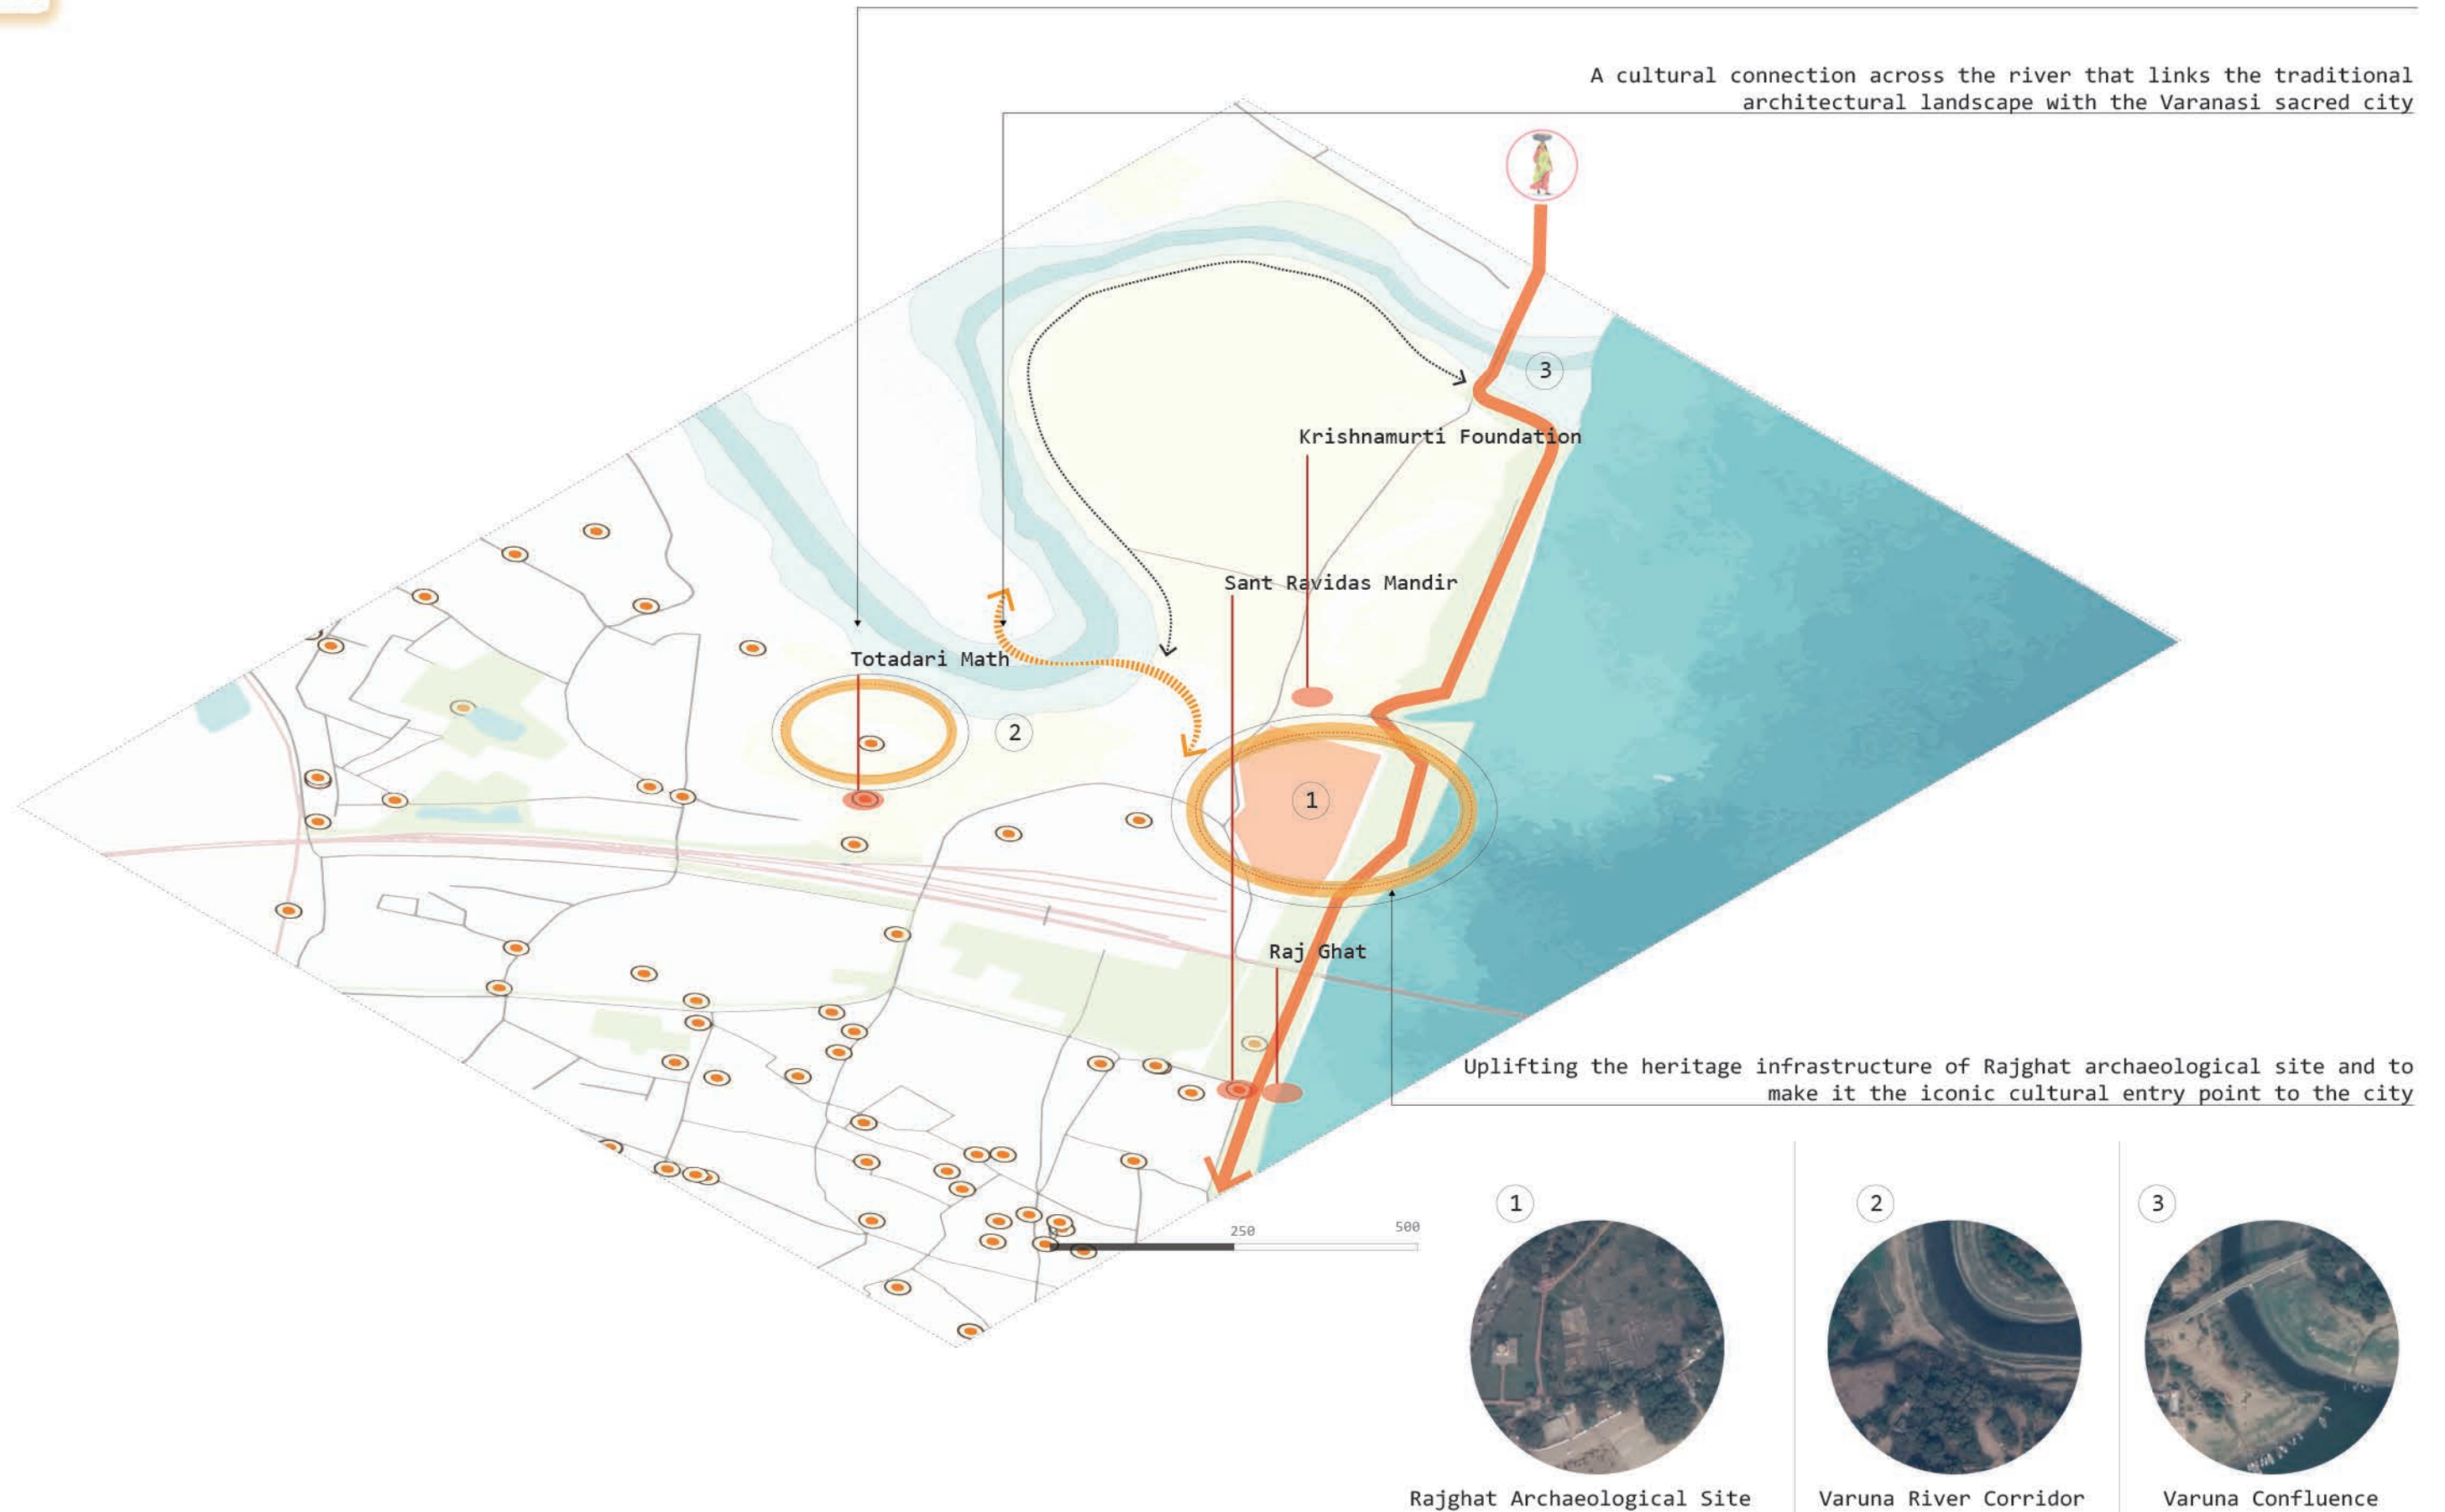 A cultural connection across the river that links the traditional
architectural landscape with the Varanasi sacred city
3
Krishnamurti Foundation
Sant Ravidas Mandir
Totadari Math
2
1
Raj Ghat
Uplifting the heritage infrastructure of Rajghat archaeological site and to
make it the iconic cultural entry point to the city
250
500
1
2
3
Rajghat Archaeological Site
Varuna River Corridor
Varuna Confluence